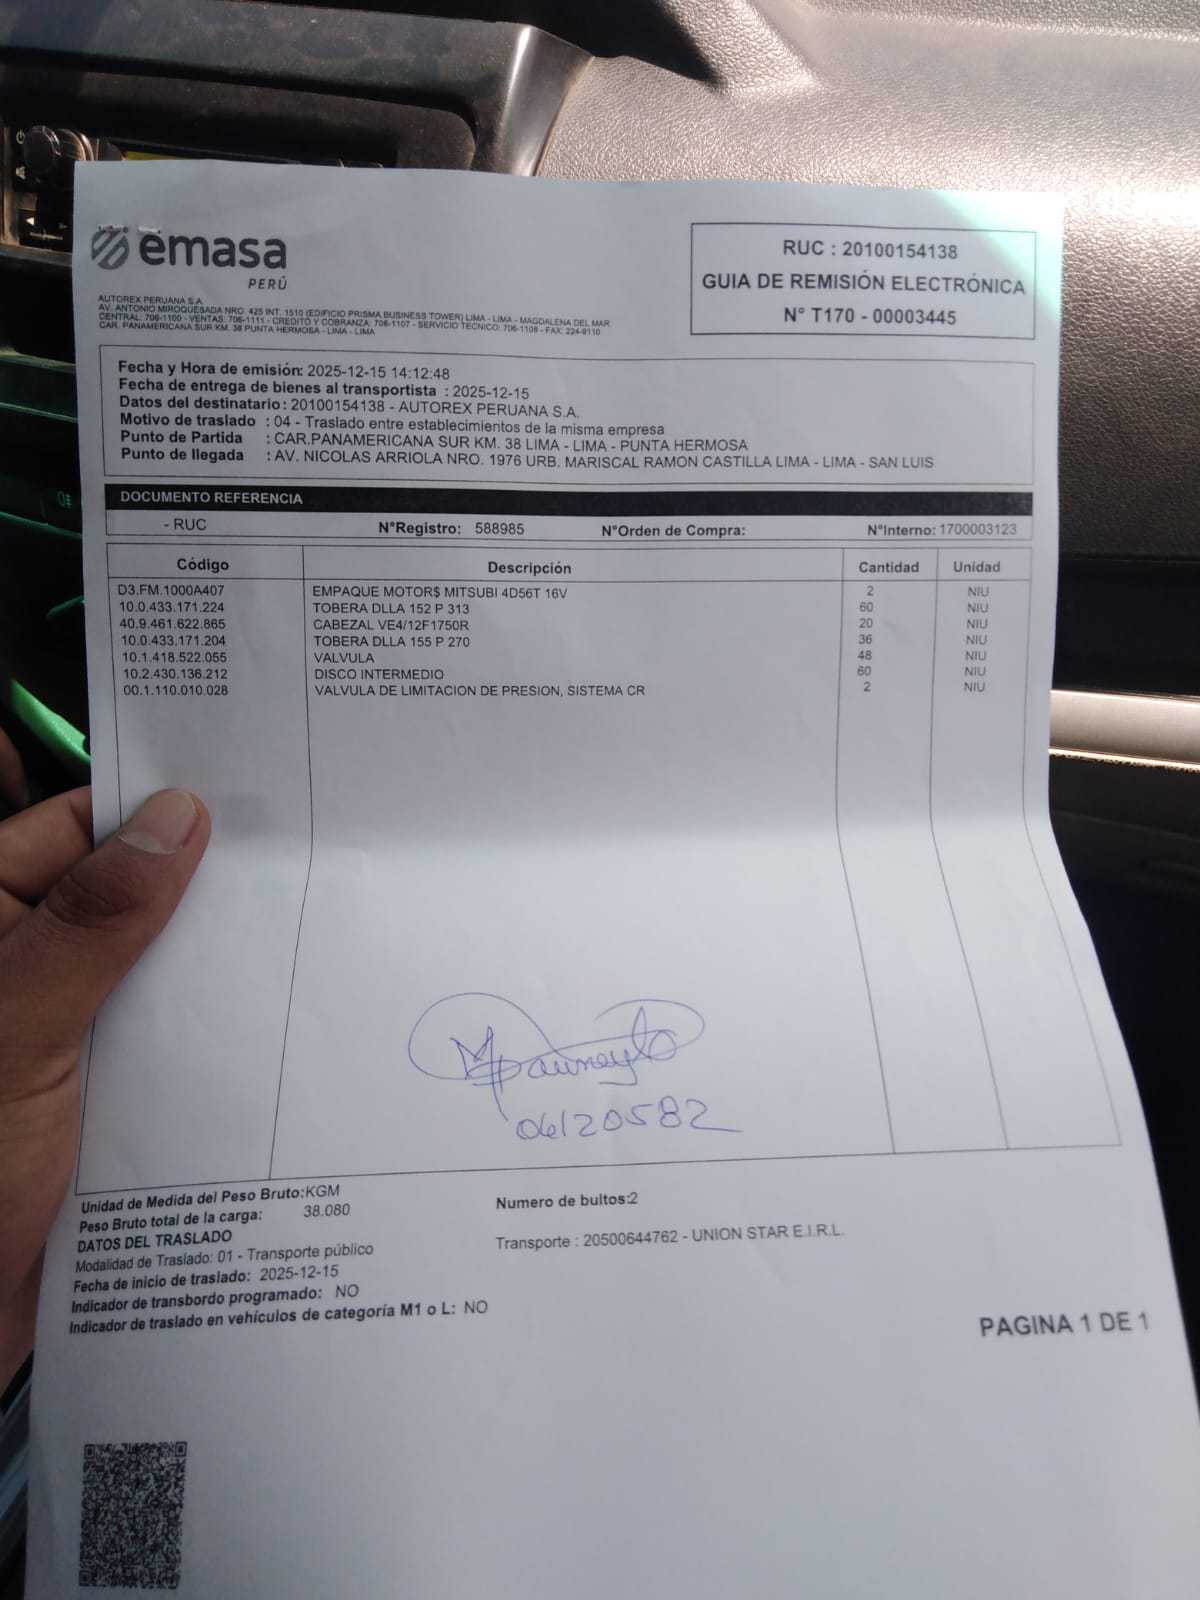 emasa
PERÚ
AUTOREX PERUANA S.A
AV. ANTONIO MIROQUESADA NRO. 425 INT. 1510 (EDIFICIO PRISMA BUSINESS TOWER) LIMA - LIMA - MAGDALENA DEL MAR
CENTRAL: 706-1100 - VENTAS: 706-1111 - CREDITO Y COBRANZA: 706-1107 - SERVICIO TECNICO: 706-1108 - FAX: 224-8110
CAR. PANAMERICANA SUR KM. 38 PUNTA HERMOSA - LIMA - LIMA
RUC : 20100154138
GUIA DE REMISIÓN ELECTRÓNICA
N° T170 - 00003445
Fecha y Hora de emisión: 2025-12-15 14:12:48
Fecha de entrega de bienes al transportista : 2025-12-15
Datos del destinatario : 20100154138 - AUTOREX PERUANA S.A.
Motivo de traslado : 04 - Traslado entre establecimientos de la misma empresa
Punto de Partida : CAR.PANAMERICANA SUR KM. 38 LIMA - LIMA - PUNTA HERMOSA
Punto de llegada : AV. NICOLAS ARRIOLA NRO. 1976 URB. MARISCAL RAMON CASTILLA LIMA - LIMA - SAN LUIS
DOCUMENTO REFERENCIA
- RUC N°Registro: 588985 N°Orden de Compra: N°Interno: 1700003123
Código Descripción Cantidad Unidad
D3.FM.1000A407 EMPAQUE MOTOR$ MITSUBI 4D56T 16V 2 NIU
10.0.433.171.224 TOBERA DLLA 152 P 313 60 NIU
40.9.461.622.865 CABEZAL VE4/12F1750R 20 NIU
10.0.433.171.204 TOBERA DLLA 155 P 270 36 NIU
10.1.418.522.055 VALVULA 48 NIU
10.2.430.136.212 DISCO INTERMEDIO 60 NIU
00.1.110.010.028 VALVULA DE LIMITACION DE PRESION, SISTEMA CR 2 NIU
06120582
Unidad de Medida del Peso Bruto:KGM
Peso Bruto total de la carga: 38.080
Numero de bultos:2
DATOS DEL TRASLADO
Modalidad de Traslado: 01 - Transporte público
Transporte : 20500644762 - UNION STAR E.I.R.L.
Fecha de inicio de traslado: 2025-12-15
Indicador de transbordo programado: NO
Indicador de traslado en vehículos de categoría M1 o L: NO
PAGINA 1 DE 1